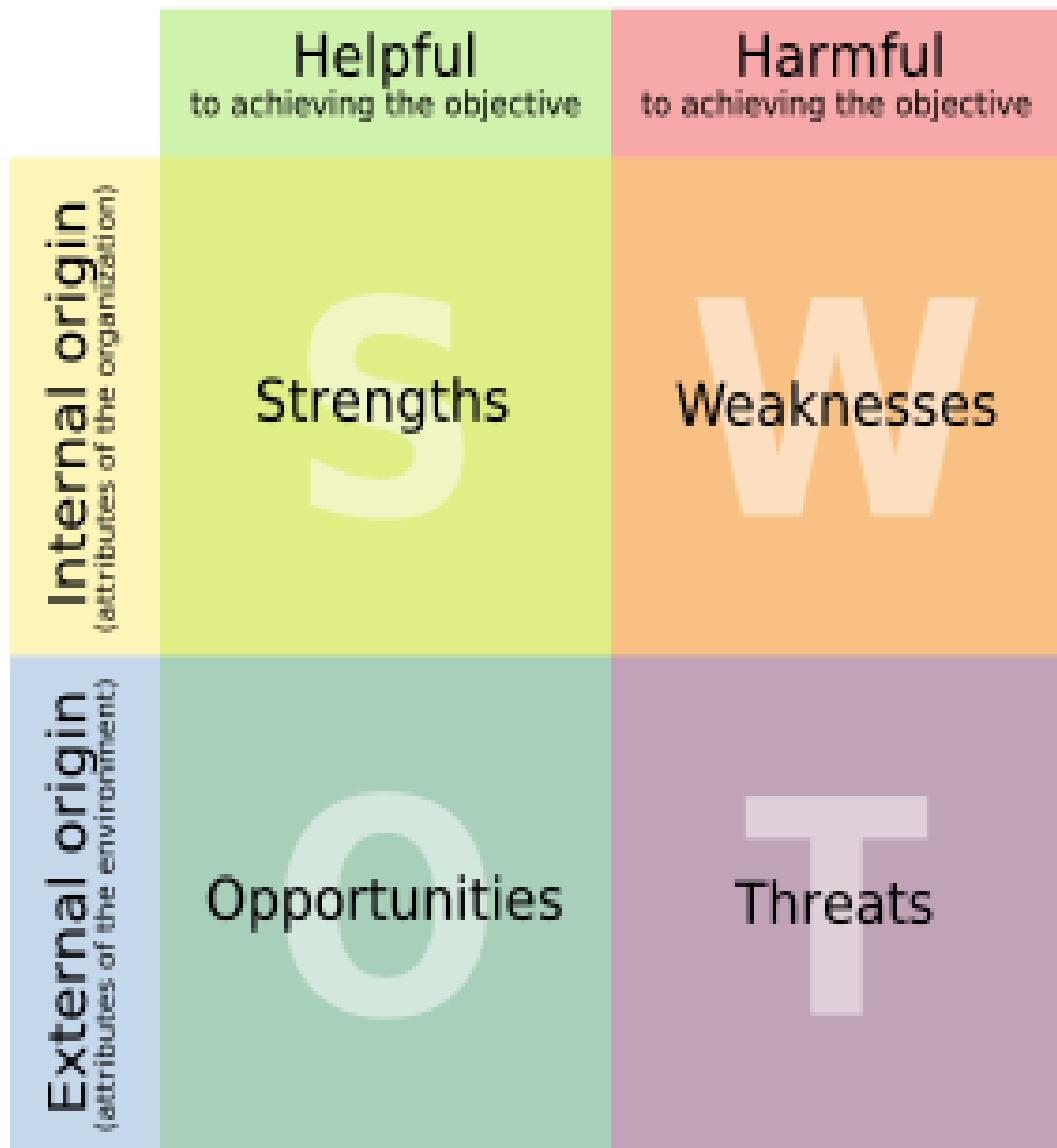 Helpful
to achieving the objective
Harmful
to achieving the objective
Internal origin
(attributes of the organization)
S
Strengths
W
Weaknesses
External origin
(attributes of the environment)
O
Opportunities
T
Threats